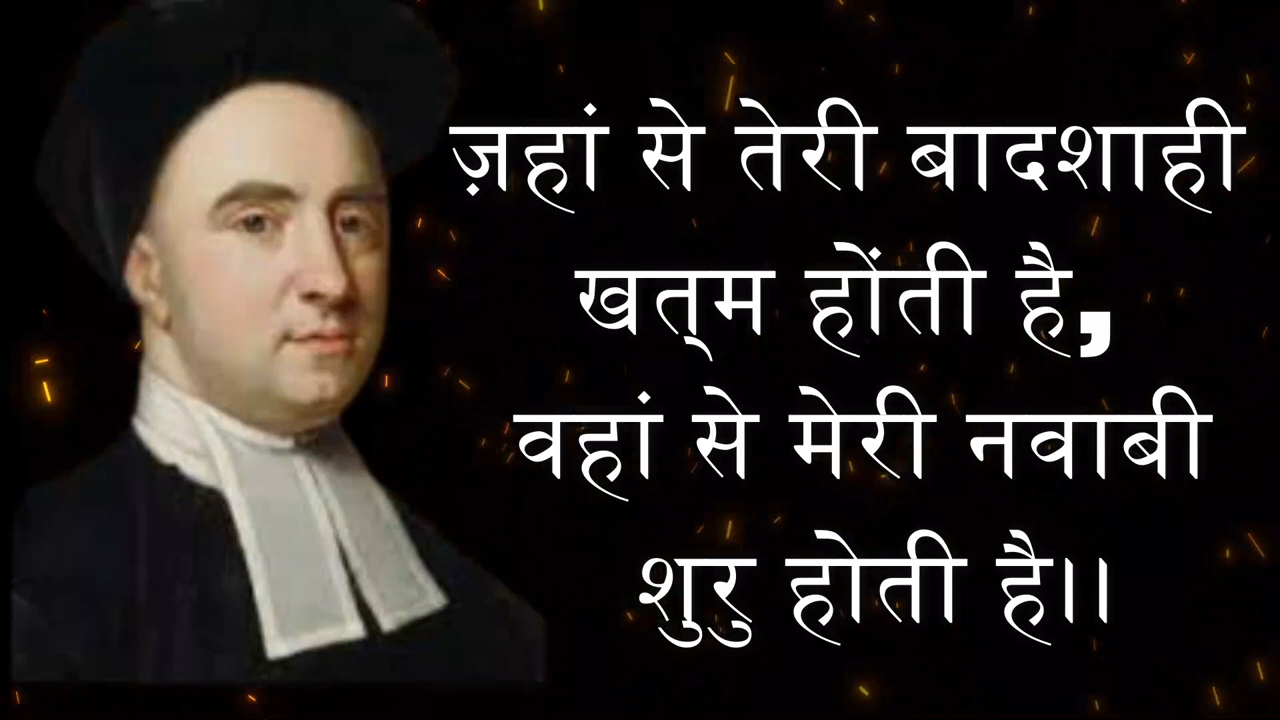 ज़हां से तेरी बादशाही
खत्‌म होंती है,
वहां से मेरी नवाबी
शुरु होती है।।